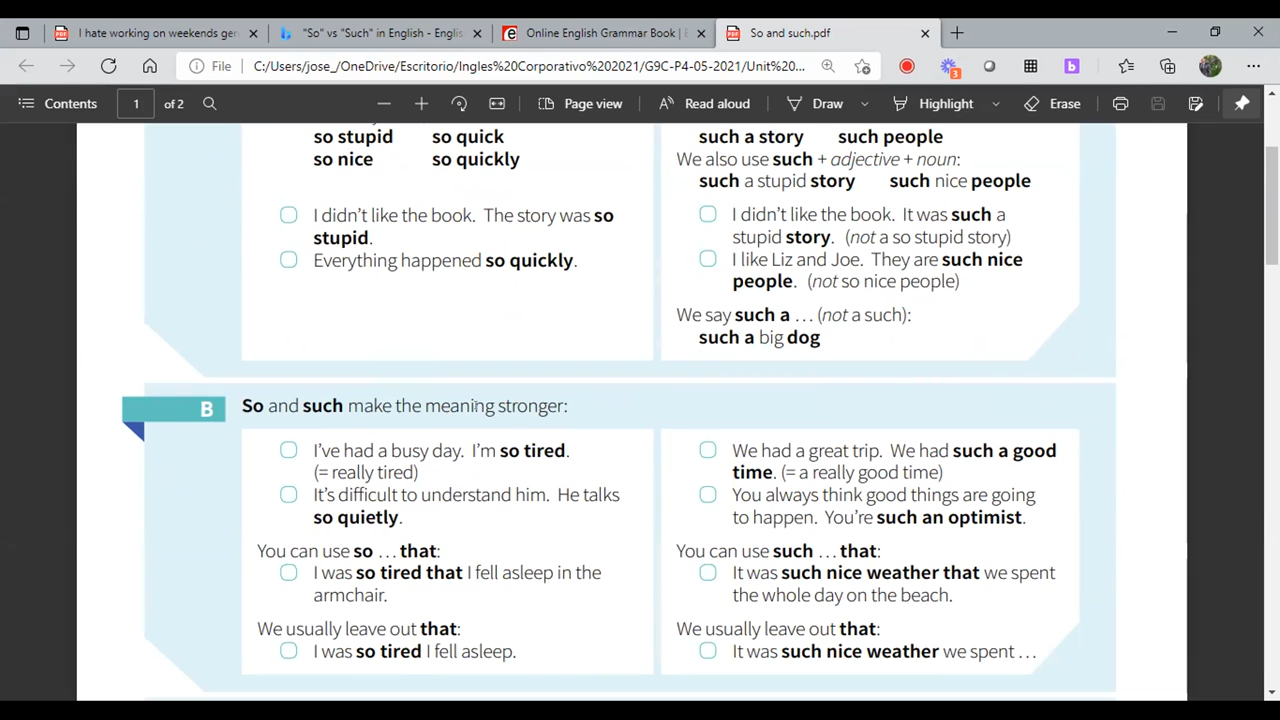 I hate working on weekends ger
"So" vs "Such" in English - Englis
Online English Grammar Book | E
So and such.pdf
File
C:/Users/jose_/OneDrive/Escritorio/Ingles%20Corporativo%202021/G9C-P4-05-2021/Unit%20...
3
Contents
1
of 2
Page view
Read aloud
Draw
Highlight
Erase
so stupid so quick
so nice so quickly
I didn't like the book. The story was so
stupid.
Everything happened so quickly.
such a story such people
We also use such + adjective + noun:
such a stupid story such nice people
I didn't like the book. It was such a
stupid story. (not a so stupid story)
I like Liz and Joe. They are such nice
people. (not so nice people)
We say such a … (not a such):
such a big dog
B
So and such make the meaning stronger:
I've had a busy day. I'm so tired.
(= really tired)
It's difficult to understand him. He talks
so quietly.
You can use so … that:
I was so tired that I fell asleep in the
armchair.
We usually leave out that:
I was so tired I fell asleep.
We had a great trip. We had such a good
time. (= a really good time)
You always think good things are going
to happen. You're such an optimist.
You can use such … that:
It was such nice weather that we spent
the whole day on the beach.
We usually leave out that:
It was such nice weather we spent …